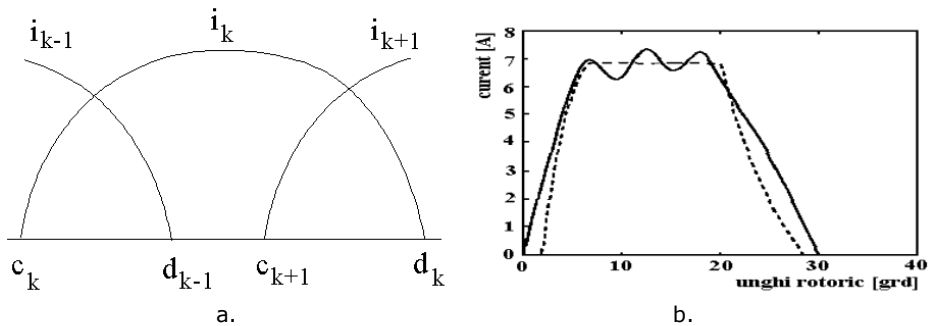 i_{k-1}
i_k
i_{k+1}
c_k
d_{k-1}
c_{k+1}
d_k
a.
curent [A]
8
7
6
5
4
3
2
1
0
0
10
20
30
40
unghi rotoric [grd]
b.